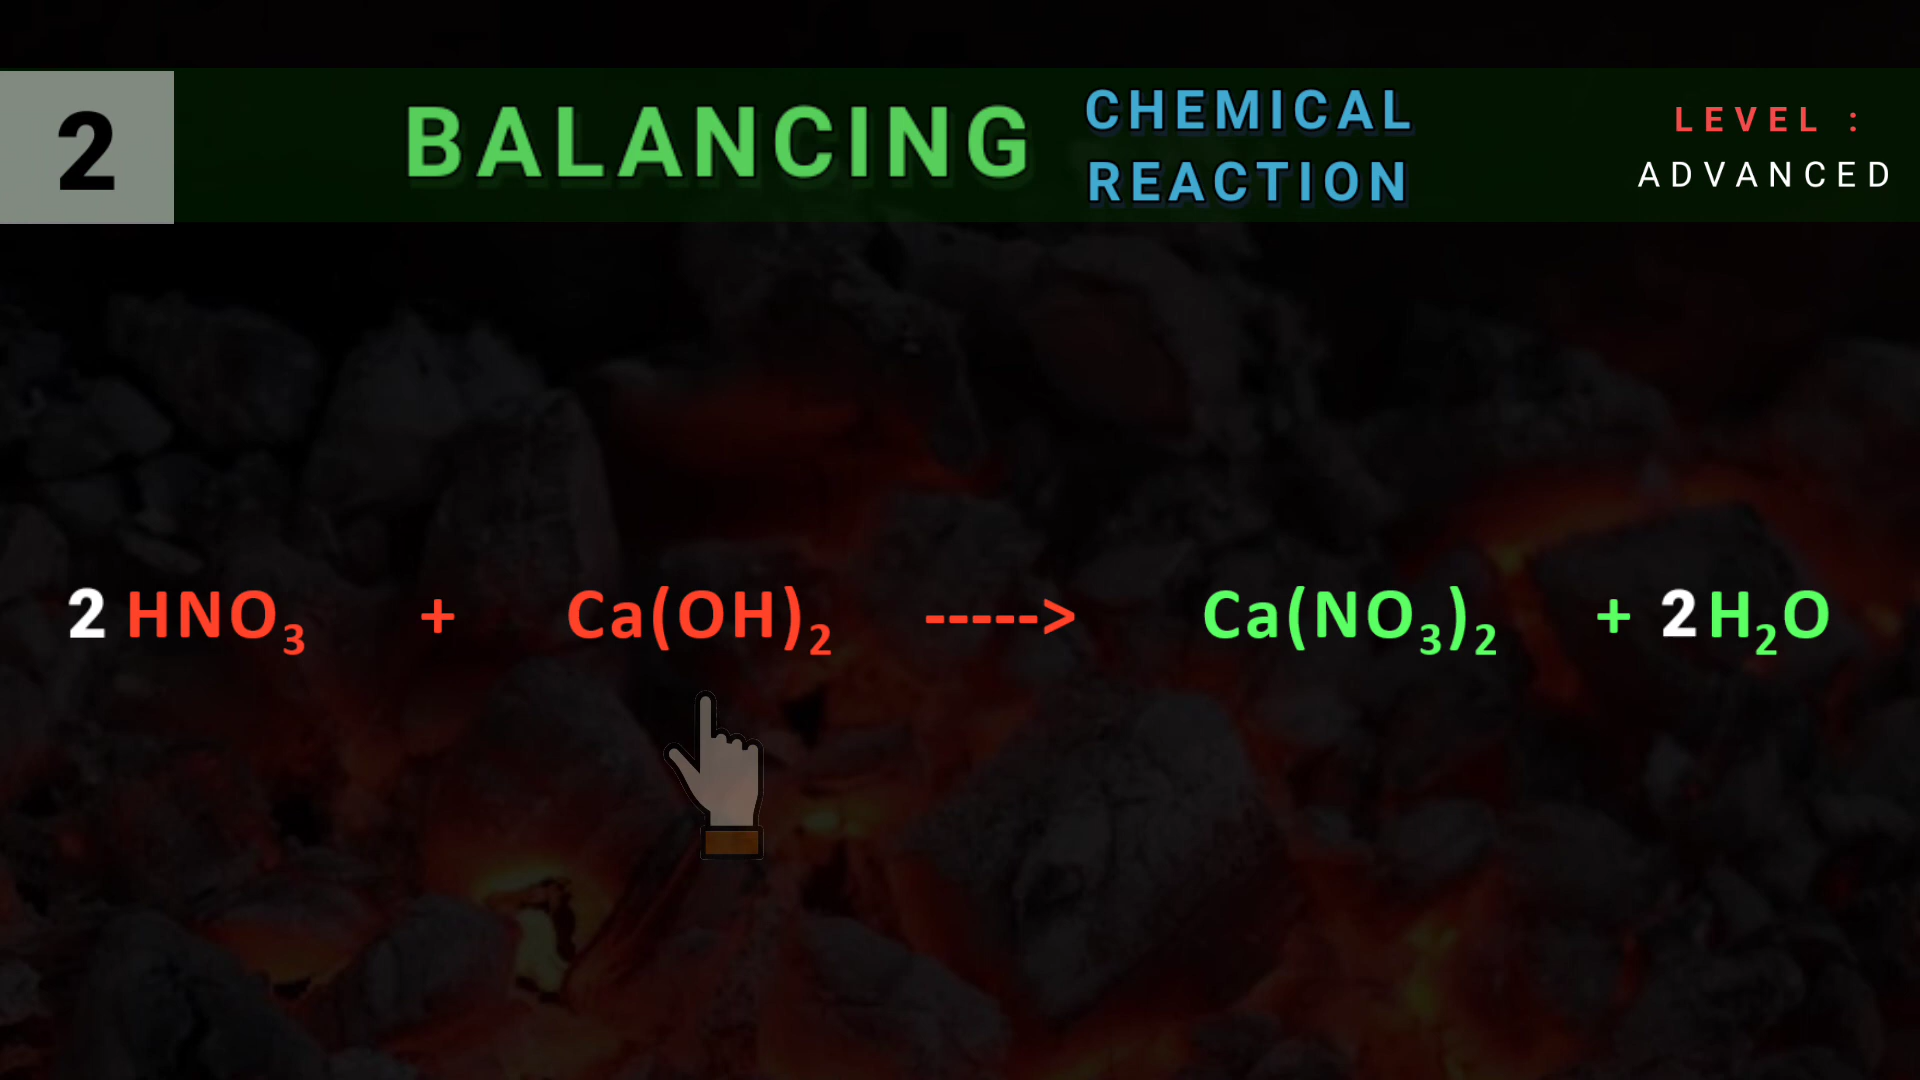 2
BALANCING
CHEMICAL
REACTION
LEVEL :
ADVANCED
2 HNO₃ + Ca(OH)₂ -----> Ca(NO₃)₂ + 2 H₂O